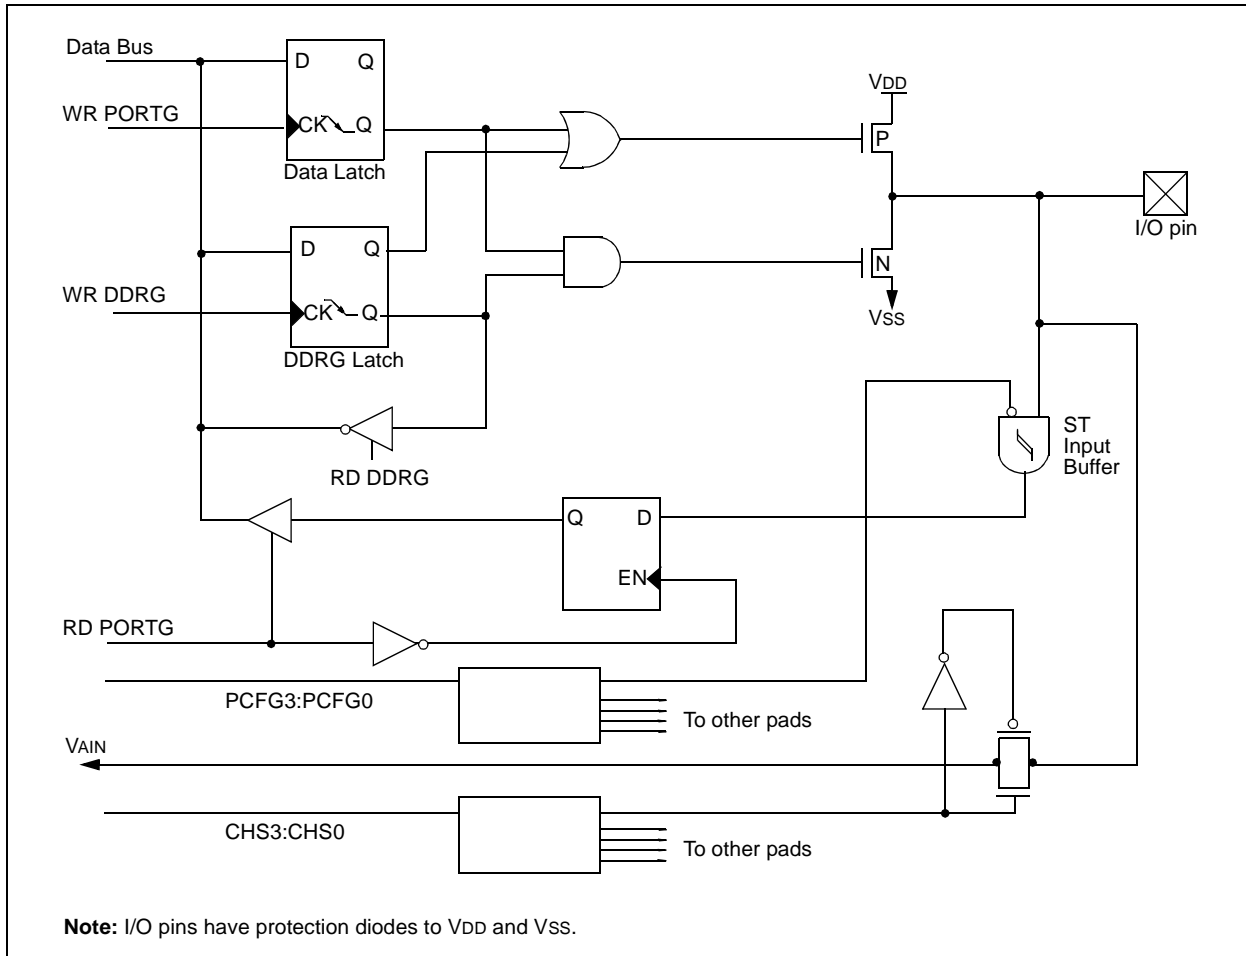 Data Bus
D Q
VDD
WR PORTG
CK Q
P
Data Latch
I/O pin
D Q
N
WR DDRG
CK Q
VSS
DDRG Latch
ST
Input
Buffer
RD DDRG
Q D
EN
RD PORTG
PCFG3:PCFG0
To other pads
VAIN
CHS3:CHS0
To other pads
Note: I/O pins have protection diodes to VDD and VSS.